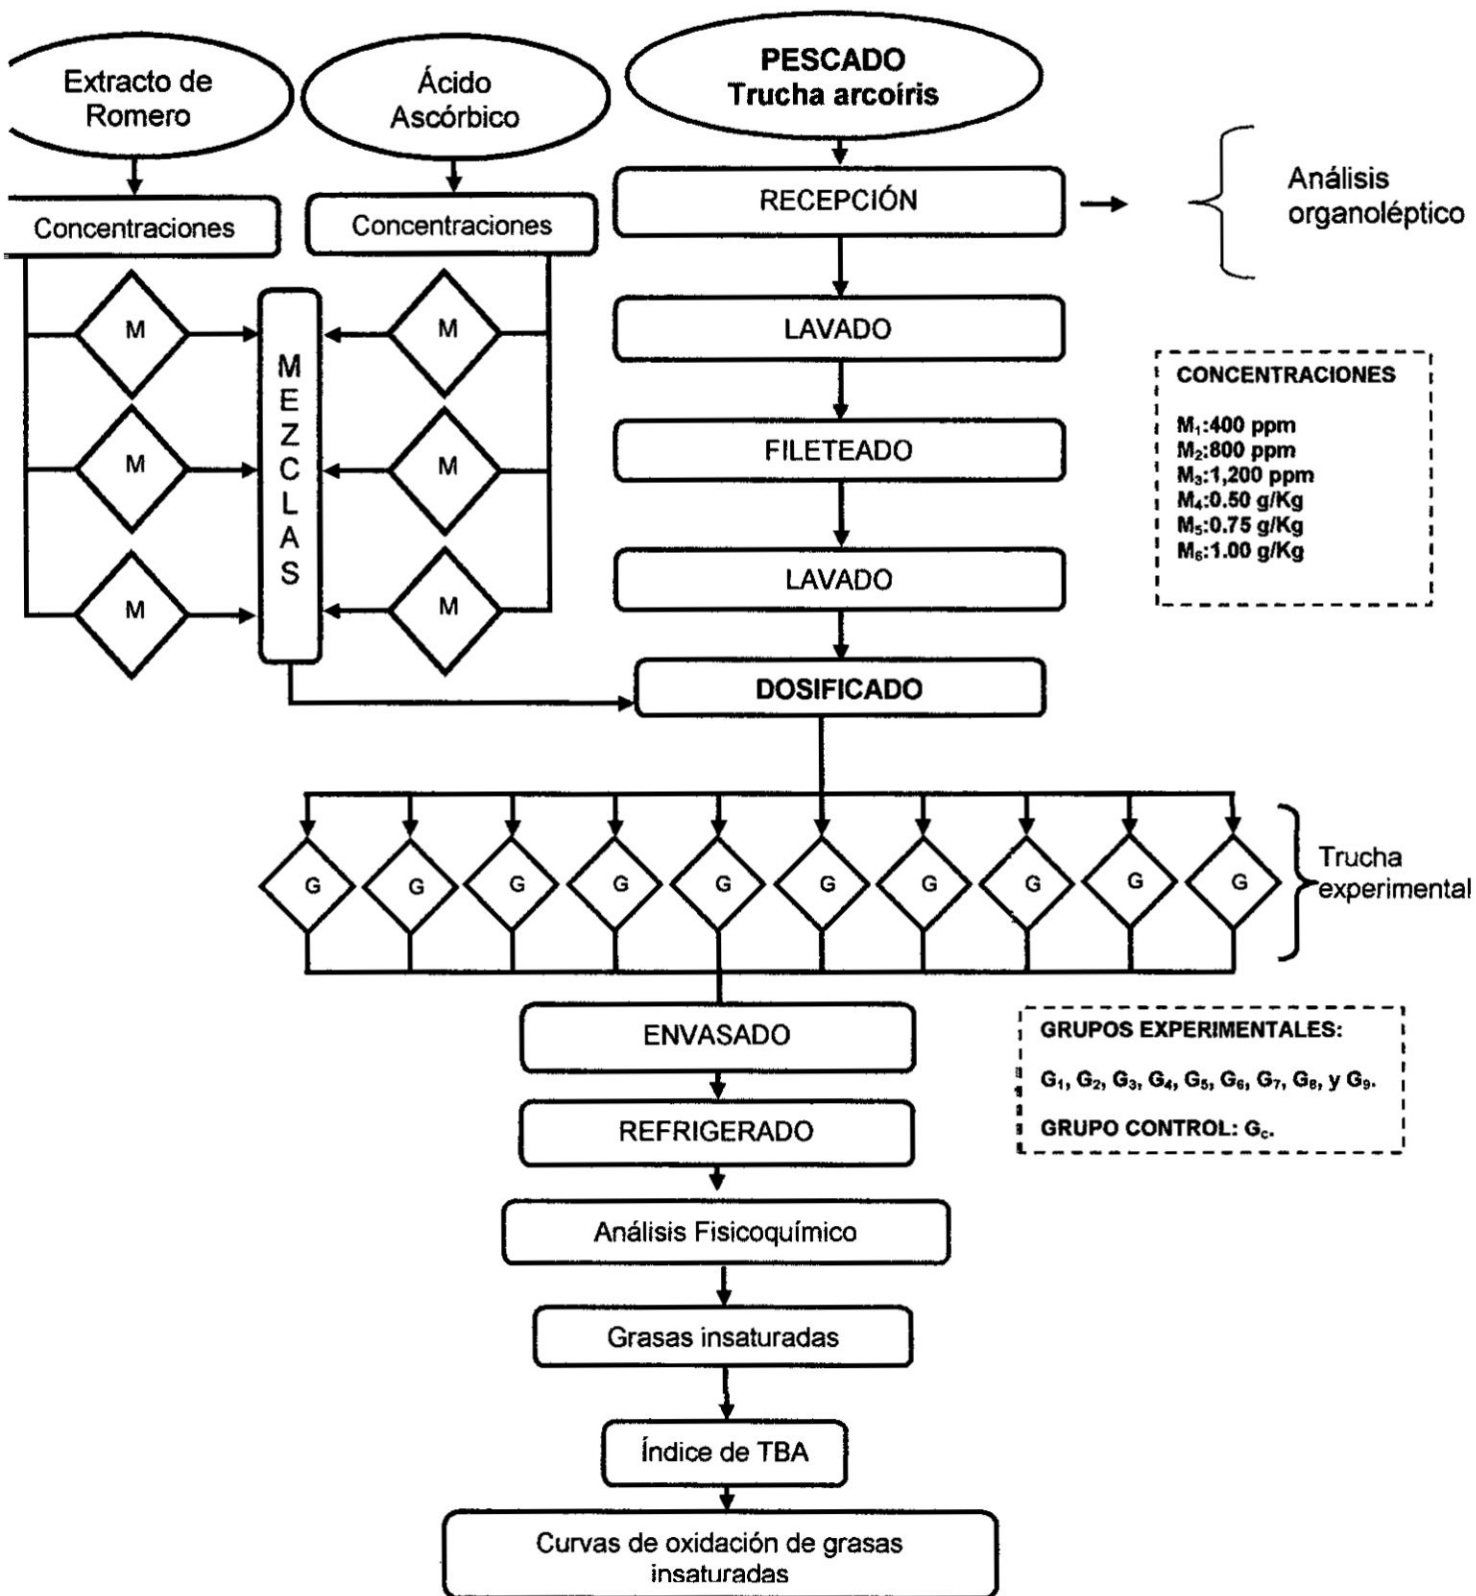 Extracto de
Romero
Ácido
Ascórbico
PESCADO
Trucha arcoíris
Concentraciones
Concentraciones
RECEPCIÓN
Análisis
organoléptico
M
M
M
M
M
M
MEZCLAS
LAVADO
FILETEADO
LAVADO
DOSIFICADO
CONCENTRACIONES
M₁:400 ppm
M₂:800 ppm
M₃:1,200 ppm
M₄:0.50 g/Kg
M₅:0.75 g/Kg
M₆:1.00 g/Kg
G G G G G G G G G G
Trucha
experimental
ENVASADO
REFRIGERADO
GRUPOS EXPERIMENTALES:
G₁, G₂, G₃, G₄, G₅, G₆, G₇, G₈, y G₉.
GRUPO CONTROL: G꜀.
Análisis Fisicoquímico
Grasas insaturadas
Índice de TBA
Curvas de oxidación de grasas
insaturadas